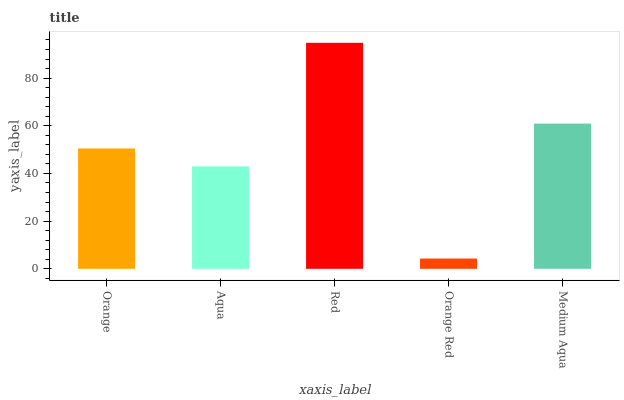 title
yaxis_label
80
60
40
20
0
Orange
Aqua
Red
Orange Red
Medium Aqua
xaxis_label